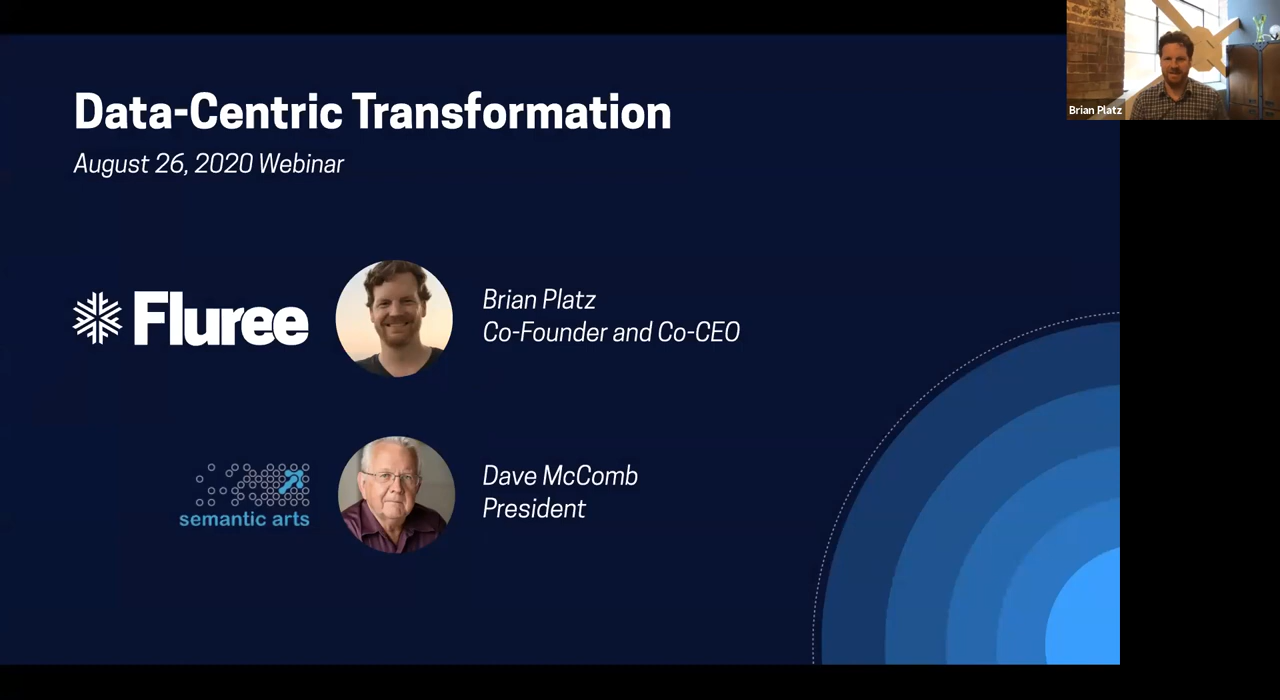 Data-Centric Transformation
August 26, 2020 Webinar
Brian Platz
Fluree
Brian Platz
Co-Founder and Co-CEO
semantic arts
Dave McComb
President